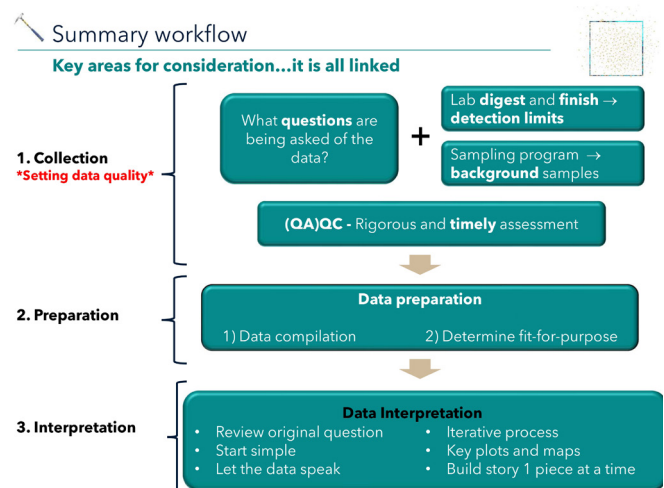 Summary workflow
Key areas for consideration...it is all linked
1. Collection
*Setting data quality*
What questions are
being asked of the
data?
+
Lab digest and finish →
detection limits
Sampling program →
background samples
(QA)QC - Rigorous and timely assessment
2. Preparation
Data preparation
1) Data compilation
2) Determine fit-for-purpose
3. Interpretation
Data Interpretation
• Review original question
• Start simple
• Let the data speak
• Iterative process
• Key plots and maps
• Build story 1 piece at a time